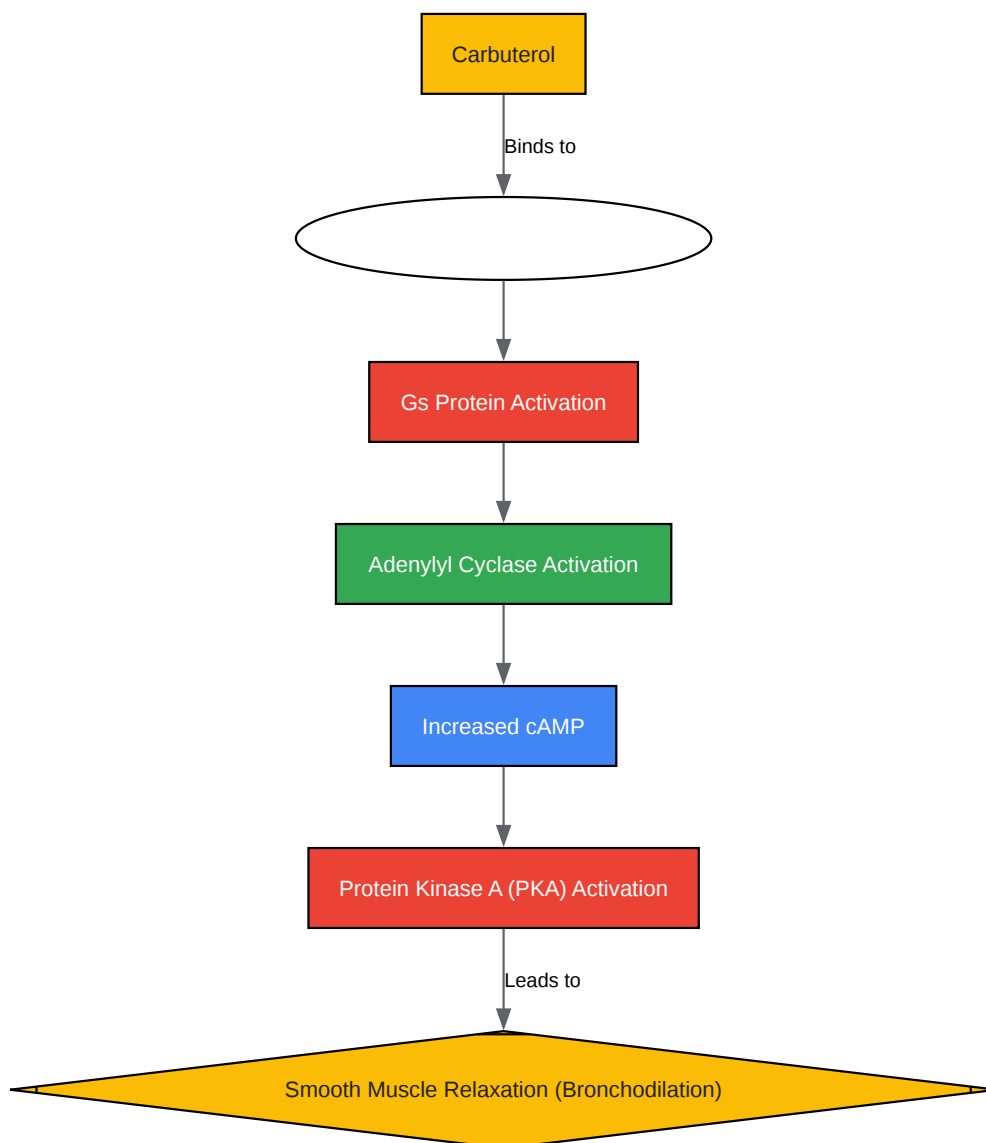 Carbuterol
Binds to
Gs Protein Activation
Adenylyl Cyclase Activation
Increased cAMP
Protein Kinase A (PKA) Activation
Leads to
Smooth Muscle Relaxation (Bronchodilation)